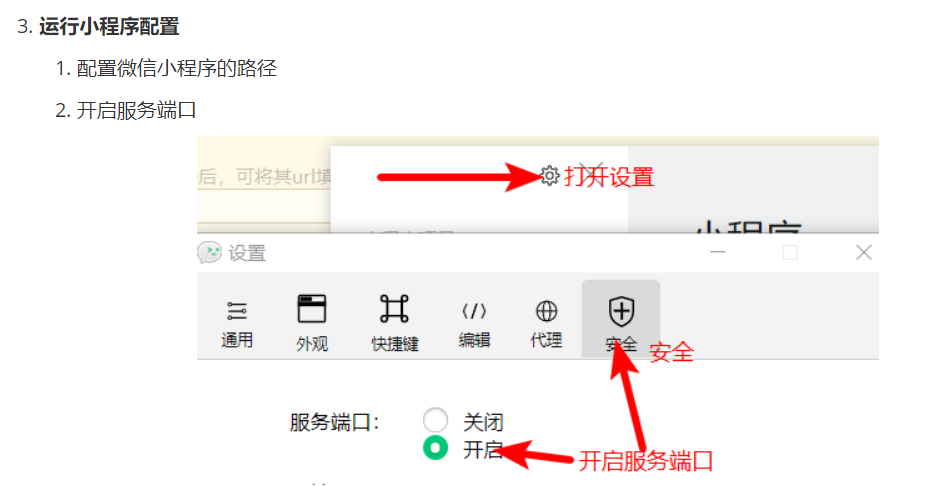 3. 运行小程序配置
1. 配置微信小程序的路径
2. 开启服务端口
后，可将其url填
打开设置
小程序
设置
通用
外观
快捷键
编辑
代理
安全
安全
服务端口：
关闭
开启
开启服务端口